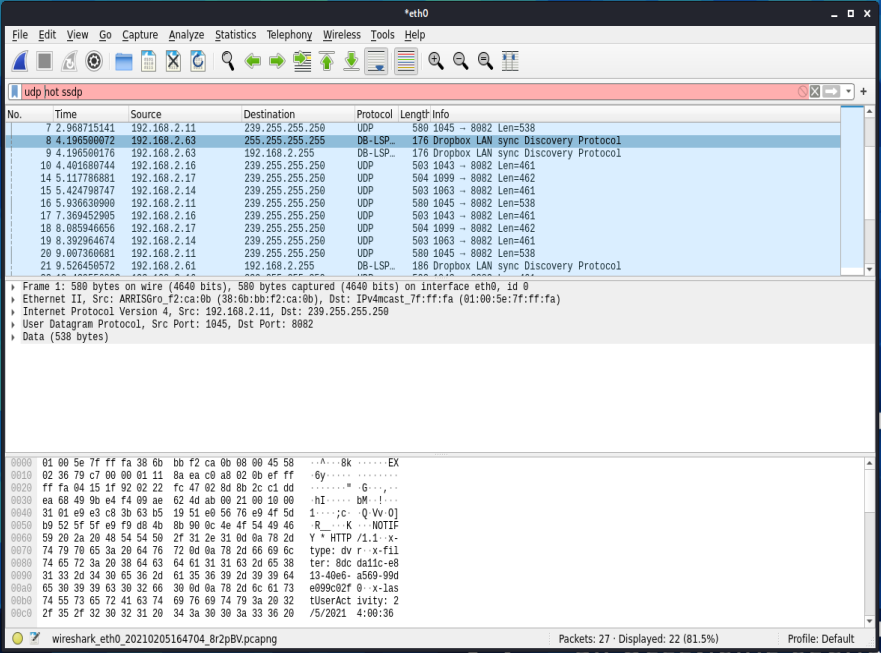 *eth0
File Edit View Go Capture Analyze Statistics Telephony Wireless Tools Help
udp not ssdp
No. Time Source Destination Protocol Length Info
7 2.968715141 192.168.2.11 239.255.255.250 UDP 580 1045 → 8082 Len=538
8 4.196500072 192.168.2.63 255.255.255.255 DB-LSP… 176 Dropbox LAN sync Discovery Protocol
9 4.196500176 192.168.2.63 192.168.2.255 DB-LSP… 176 Dropbox LAN sync Discovery Protocol
10 4.401680744 192.168.2.16 239.255.255.250 UDP 503 1043 → 8082 Len=461
14 5.117786881 192.168.2.17 239.255.255.250 UDP 504 1099 → 8082 Len=462
15 5.424798747 192.168.2.14 239.255.255.250 UDP 503 1063 → 8082 Len=461
16 5.936630900 192.168.2.11 239.255.255.250 UDP 580 1045 → 8082 Len=538
17 7.369452905 192.168.2.16 239.255.255.250 UDP 503 1043 → 8082 Len=461
18 8.085946656 192.168.2.17 239.255.255.250 UDP 504 1099 → 8082 Len=462
19 8.392964674 192.168.2.14 239.255.255.250 UDP 503 1063 → 8082 Len=461
20 9.007360681 192.168.2.11 239.255.255.250 UDP 580 1045 → 8082 Len=538
21 9.526450572 192.168.2.61 192.168.2.255 DB-LSP… 186 Dropbox LAN sync Discovery Protocol
Frame 1: 580 bytes on wire (4640 bits), 580 bytes captured (4640 bits) on interface eth0, id 0
Ethernet II, Src: ARRISGro_f2:ca:0b (38:6b:bb:f2:ca:0b), Dst: IPv4mcast_7f:ff:fa (01:00:5e:7f:ff:fa)
Internet Protocol Version 4, Src: 192.168.2.11, Dst: 239.255.255.250
User Datagram Protocol, Src Port: 1045, Dst Port: 8082
Data (538 bytes)
0000 01 00 5e 7f ff fa 38 6b bb f2 ca 0b 08 00 45 58 ··^···8k ······EX
0010 02 36 79 c7 00 00 01 11 8a ea c0 a8 02 0b ef ff ·6y····· ········
0020 ff fa 04 15 1f 92 02 22 fc 47 02 8d 8b 2c c1 dd ·······" ·G···,··
0030 ea 68 49 9b e4 f4 09 ae 62 4d ab 00 21 00 10 00 ·hI····· bM··!···
0040 31 01 e9 e3 c8 3b 63 b5 19 51 e0 56 76 e9 4f 5d 1····;c· ·Q·Vv·O]
0050 b9 52 5f 5f e9 f9 d8 4b 8b 90 0c 4e 4f 54 49 46 ·R__···K ···NOTIF
0060 59 20 2a 20 48 54 54 50 2f 31 2e 31 0d 0a 78 2d Y * HTTP /1.1··x-
0070 74 79 70 65 3a 20 64 76 72 0d 0a 78 2d 66 69 6c type: dv r··x-fil
0080 74 65 72 3a 20 38 64 63 64 61 31 31 63 2d 65 38 ter: 8dc da11c-e8
0090 31 33 2d 34 30 65 36 2d 61 35 36 39 2d 39 39 64 13-40e6- a569-99d
00a0 65 30 39 39 63 30 32 66 30 0d 0a 78 2d 6c 61 73 e099c02f 0··x-las
00b0 74 55 73 65 72 41 63 74 69 76 69 74 79 3a 20 32 tUserAct ivity: 2
00c0 2f 35 2f 32 30 32 31 20 34 3a 30 30 3a 33 36 20 /5/2021 4:00:36
wireshark_eth0_20210205164704_8r2pBV.pcapng Packets: 27 · Displayed: 22 (81.5%) Profile: Default